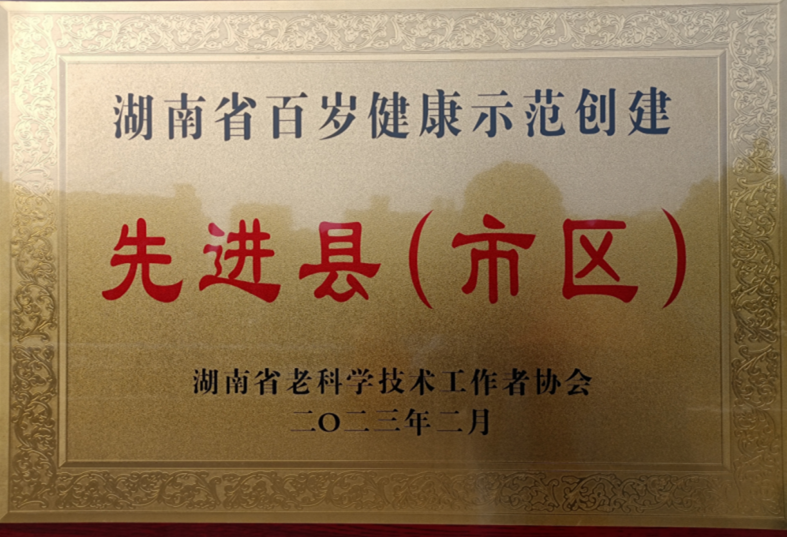 湖南省百岁健康示范创建
先进县(市区)
湖南省老科学技术工作者协会
二〇二三年二月